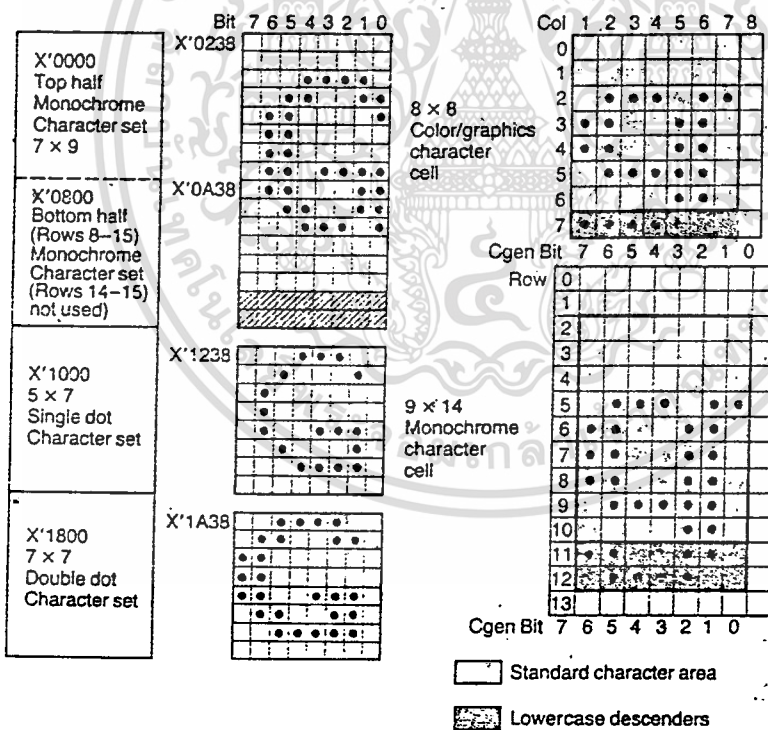 X'0000
Top half
Monochrome
Character set
7 × 9
X'0800
Bottom half
(Rows 8–15)
Monochrome
Character set
(Rows 14–15)
not used)
X'1000
5 × 7
Single dot
Character set
X'1800
7 × 7
Double dot
Character set
Bit 7 6 5 4 3 2 1 0
X'0238
X'0A38
X'1238
X'1A38
8 × 8
Color/graphics
character
cell
9 × 14
Monochrome
character
cell
Col 1 2 3 4 5 6 7 8
0
1
2
3
4
5
6
7
Cgen Bit 7 6 5 4 3 2 1 0
Row 0
1
2
3
4
5
6
7
8
9
10
11
12
13
Cgen Bit 7 6 5 4 3 2 1 0
Standard character area
Lowercase descenders